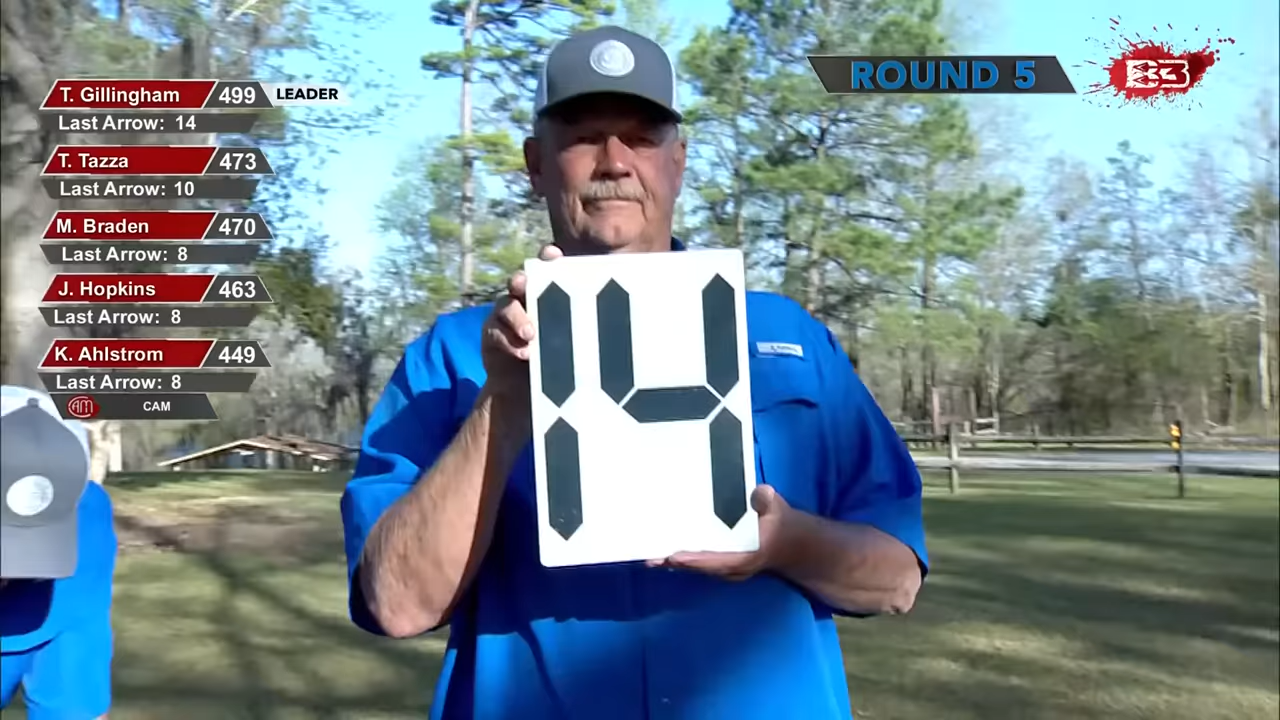 T. Gillingham 499 LEADER
Last Arrow: 14
T. Tazza 473
Last Arrow: 10
M. Braden 470
Last Arrow: 8
J. Hopkins 463
Last Arrow: 8
K. Ahlstrom 449
Last Arrow: 8
AM CAM
ROUND 5
B3
14